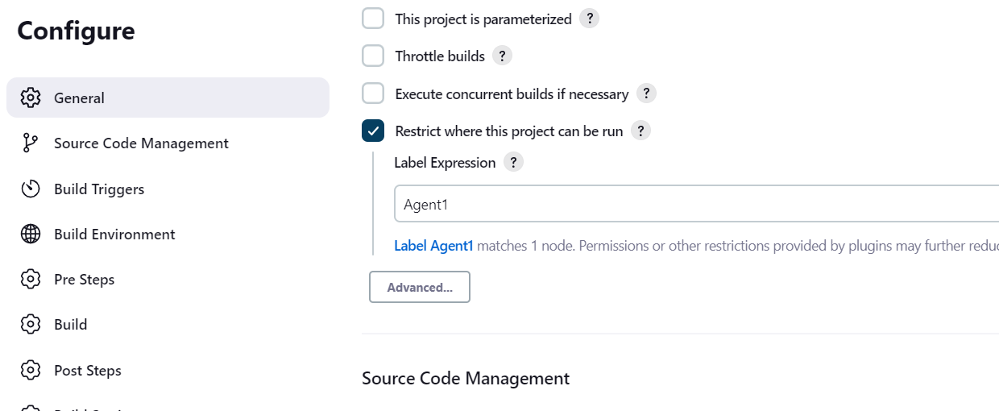 Configure
General
Source Code Management
Build Triggers
Build Environment
Pre Steps
Build
Post Steps
This project is parameterized ?
Throttle builds ?
Execute concurrent builds if necessary ?
Restrict where this project can be run ?
Label Expression ?
Agent1
Label Agent1 matches 1 node. Permissions or other restrictions provided by plugins may further
Advanced...
Source Code Management